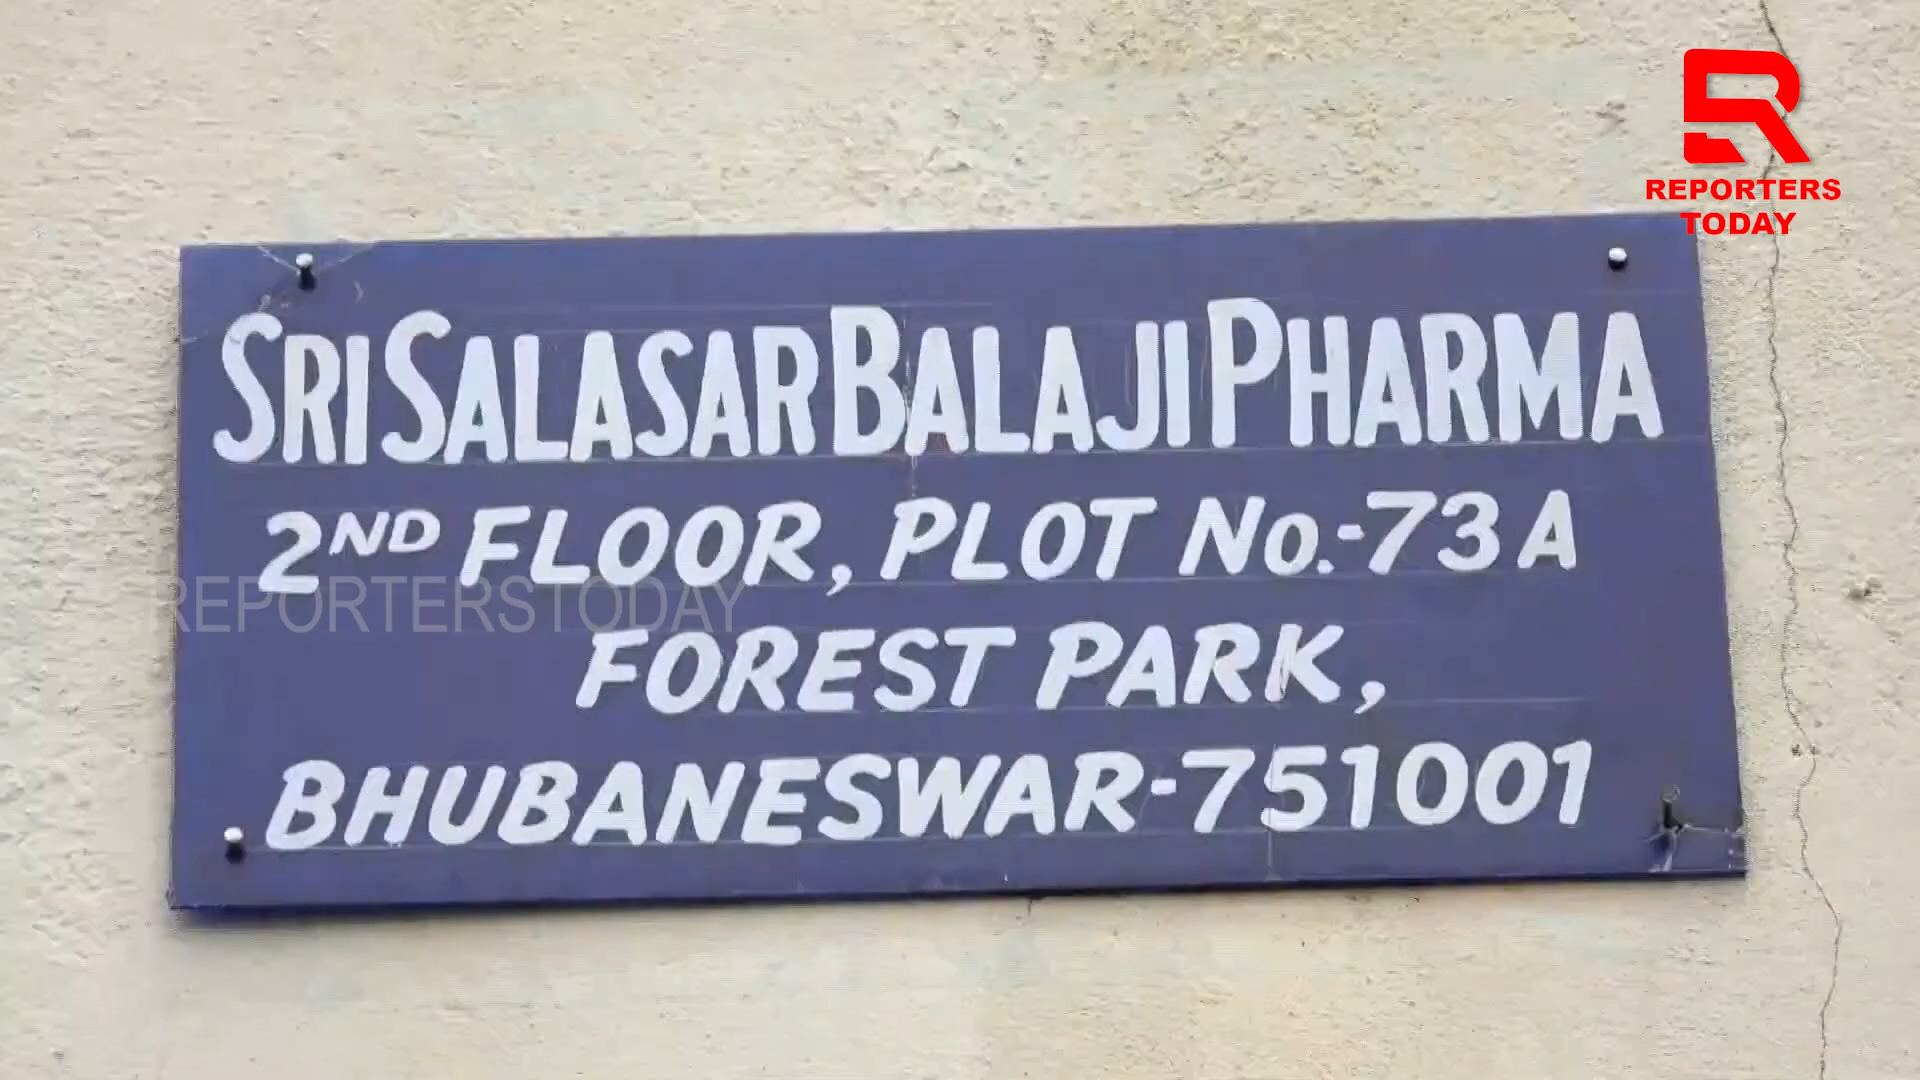 REPORTERS
TODAY
SRI SALASAR BALAJI PHARMA
2ND FLOOR, PLOT No.-73A
REPORTERSTODAY
FOREST PARK,
BHUBANESWAR-751001